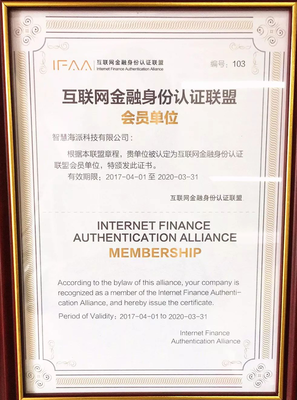 IFAA 互联网金融身份认证联盟
Internet Finance Authentication Alliance
编号：103
互联网金融身份认证联盟
会员单位
智慧海派科技有限公司：
根据本联盟章程，贵单位被认定为互联网金融身份认证
联盟会员单位，特颁发此证书。
有效期限：2017-04-01 至 2020-03-31
互联网金融身份认证联盟
INTERNET FINANCE
AUTHENTICATION ALLIANCE
MEMBERSHIP
According to the bylaw of this alliance, your company is
recognized as a member of the Internet Finance Authenti-
cation Alliance, and hereby issue the certificate.
Period of Validity: 2017-04-01 to 2020-03-31
Internet Finance
Authentication Alliance